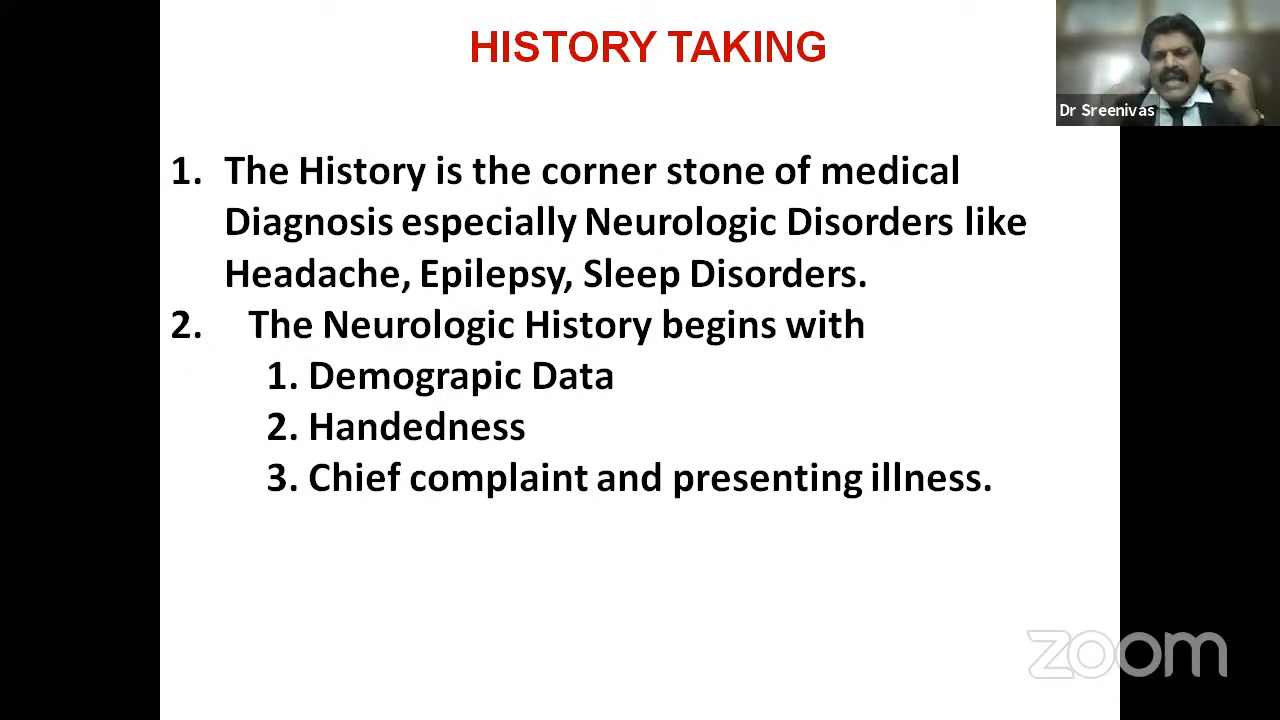 HISTORY TAKING
Dr Sreenivas
1. The History is the corner stone of medical
Diagnosis especially Neurologic Disorders like
Headache, Epilepsy, Sleep Disorders.
2. The Neurologic History begins with
1. Demograpic Data
2. Handedness
3. Chief complaint and presenting illness.
zoom